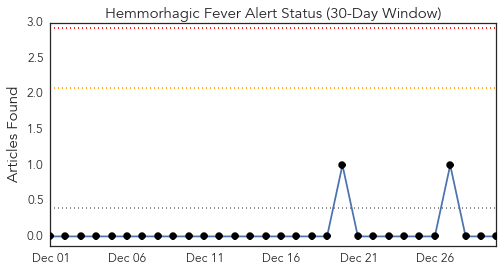 Hemmorhagic Fever Alert Status (30-Day Window)
Articles Found
3.0
2.5
2.0
1.5
1.0
0.5
0.0
Dec 01 Dec 06 Dec 11 Dec 16 Dec 21 Dec 26